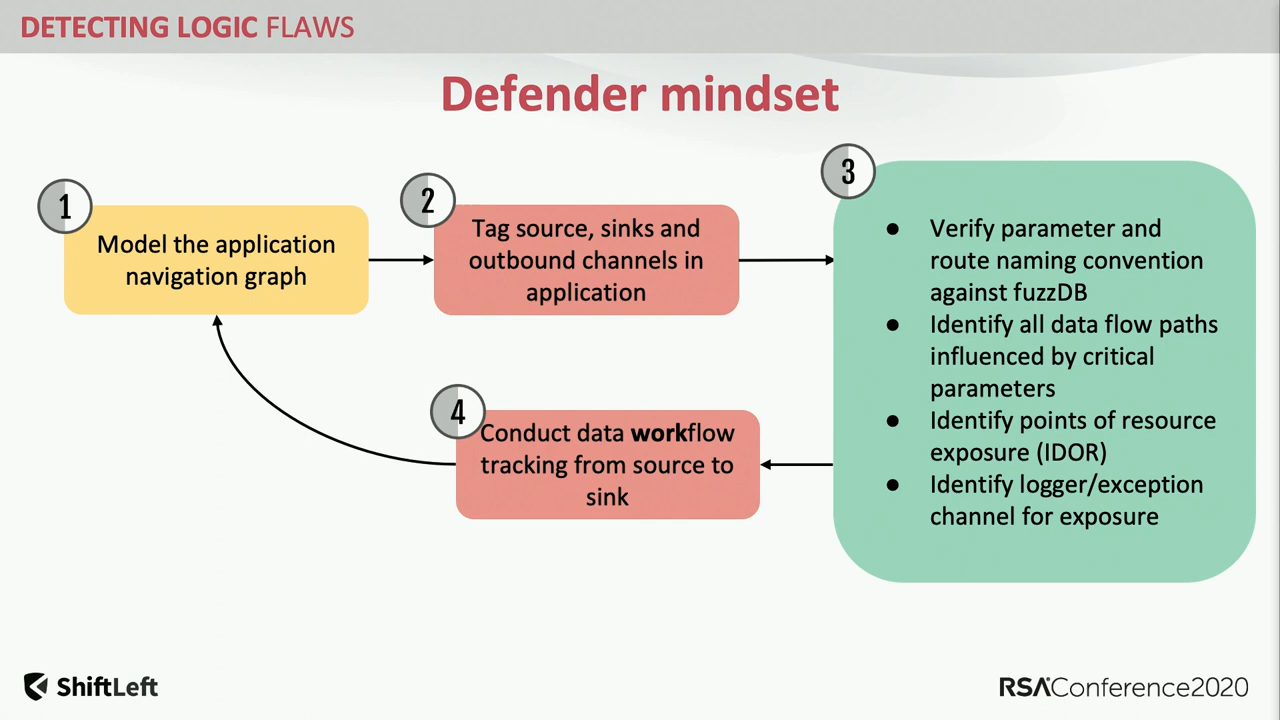 DETECTING LOGIC FLAWS
Defender mindset
1
Model the application
navigation graph
2
Tag source, sinks and
outbound channels in
application
3
● Verify parameter and
route naming convention
against fuzzDB
● Identify all data flow paths
influenced by critical
parameters
● Identify points of resource
exposure (IDOR)
● Identify logger/exception
channel for exposure
4
Conduct data workflow
tracking from source to
sink
ShiftLeft
RSAConference2020